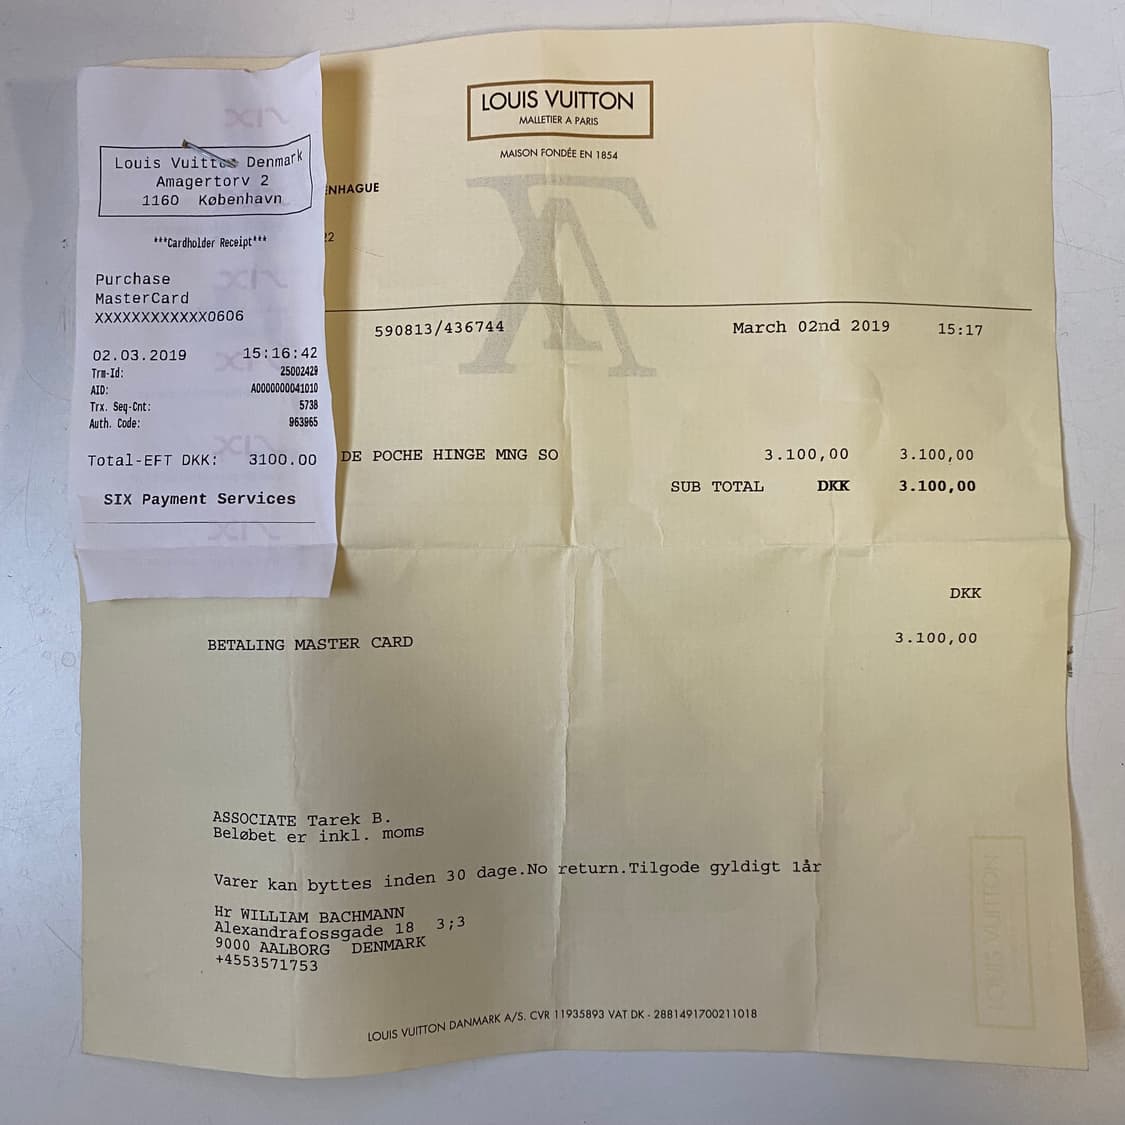 Louis Vuitton Denmark
Amagertorv 2
1160 København
***Cardholder Receipt***
Purchase
MasterCard
XXXXXXXXXXXX0606
02.03.2019 15:16:42
Trm-Id: 25002429
AID: A0000000041010
Trx. Seq-Cnt: 5738
Auth. Code: 963965
Total-EFT DKK: 3100.00
SIX Payment Services
LOUIS VUITTON
MALLETIER A PARIS
MAISON FONDÉE EN 1854
ENHAGUE
22
590813/436744 March 02nd 2019 15:17
DE POCHE HINGE MNG SO 3.100,00 3.100,00
SUB TOTAL DKK 3.100,00
DKK
BETALING MASTER CARD 3.100,00
ASSOCIATE Tarek B.
Beløbet er inkl. moms
Varer kan byttes inden 30 dage.No return.Tilgode gyldigt 1år
Hr WILLIAM BACHMANN
Alexandrafossgade 18 3;3
9000 AALBORG DENMARK
+4553571753
LOUIS VUITTON DANMARK A/S. CVR 11935893 VAT DK - 2881491700211018
LOUIS VUITTON